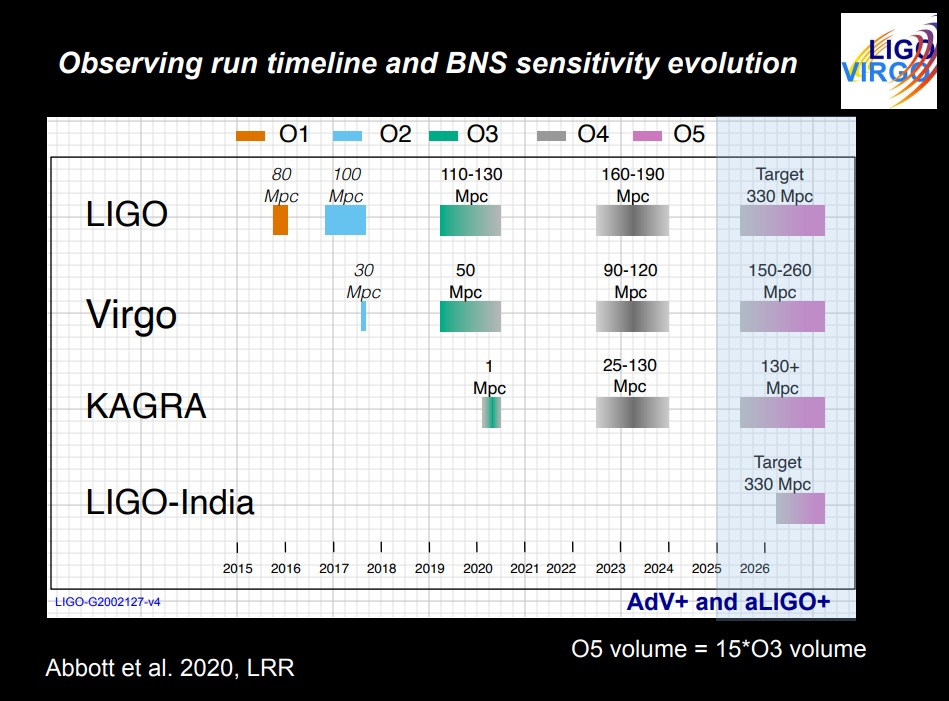 Observing run timeline and BNS sensitivity evolution
LIGO
VIRGO
O1 O2 O3 O4 O5
80 100 110-130 160-190 Target
Mpc Mpc Mpc Mpc 330 Mpc
LIGO
30 50 90-120 150-260
Mpc Mpc Mpc Mpc
Virgo
1 25-130 130+
Mpc Mpc Mpc
KAGRA
Target
330 Mpc
LIGO-India
2015 2016 2017 2018 2019 2020 2021 2022 2023 2024 2025 2026
LIGO-G2002127-v4
AdV+ and aLIGO+
O5 volume = 15*O3 volume
Abbott et al. 2020, LRR